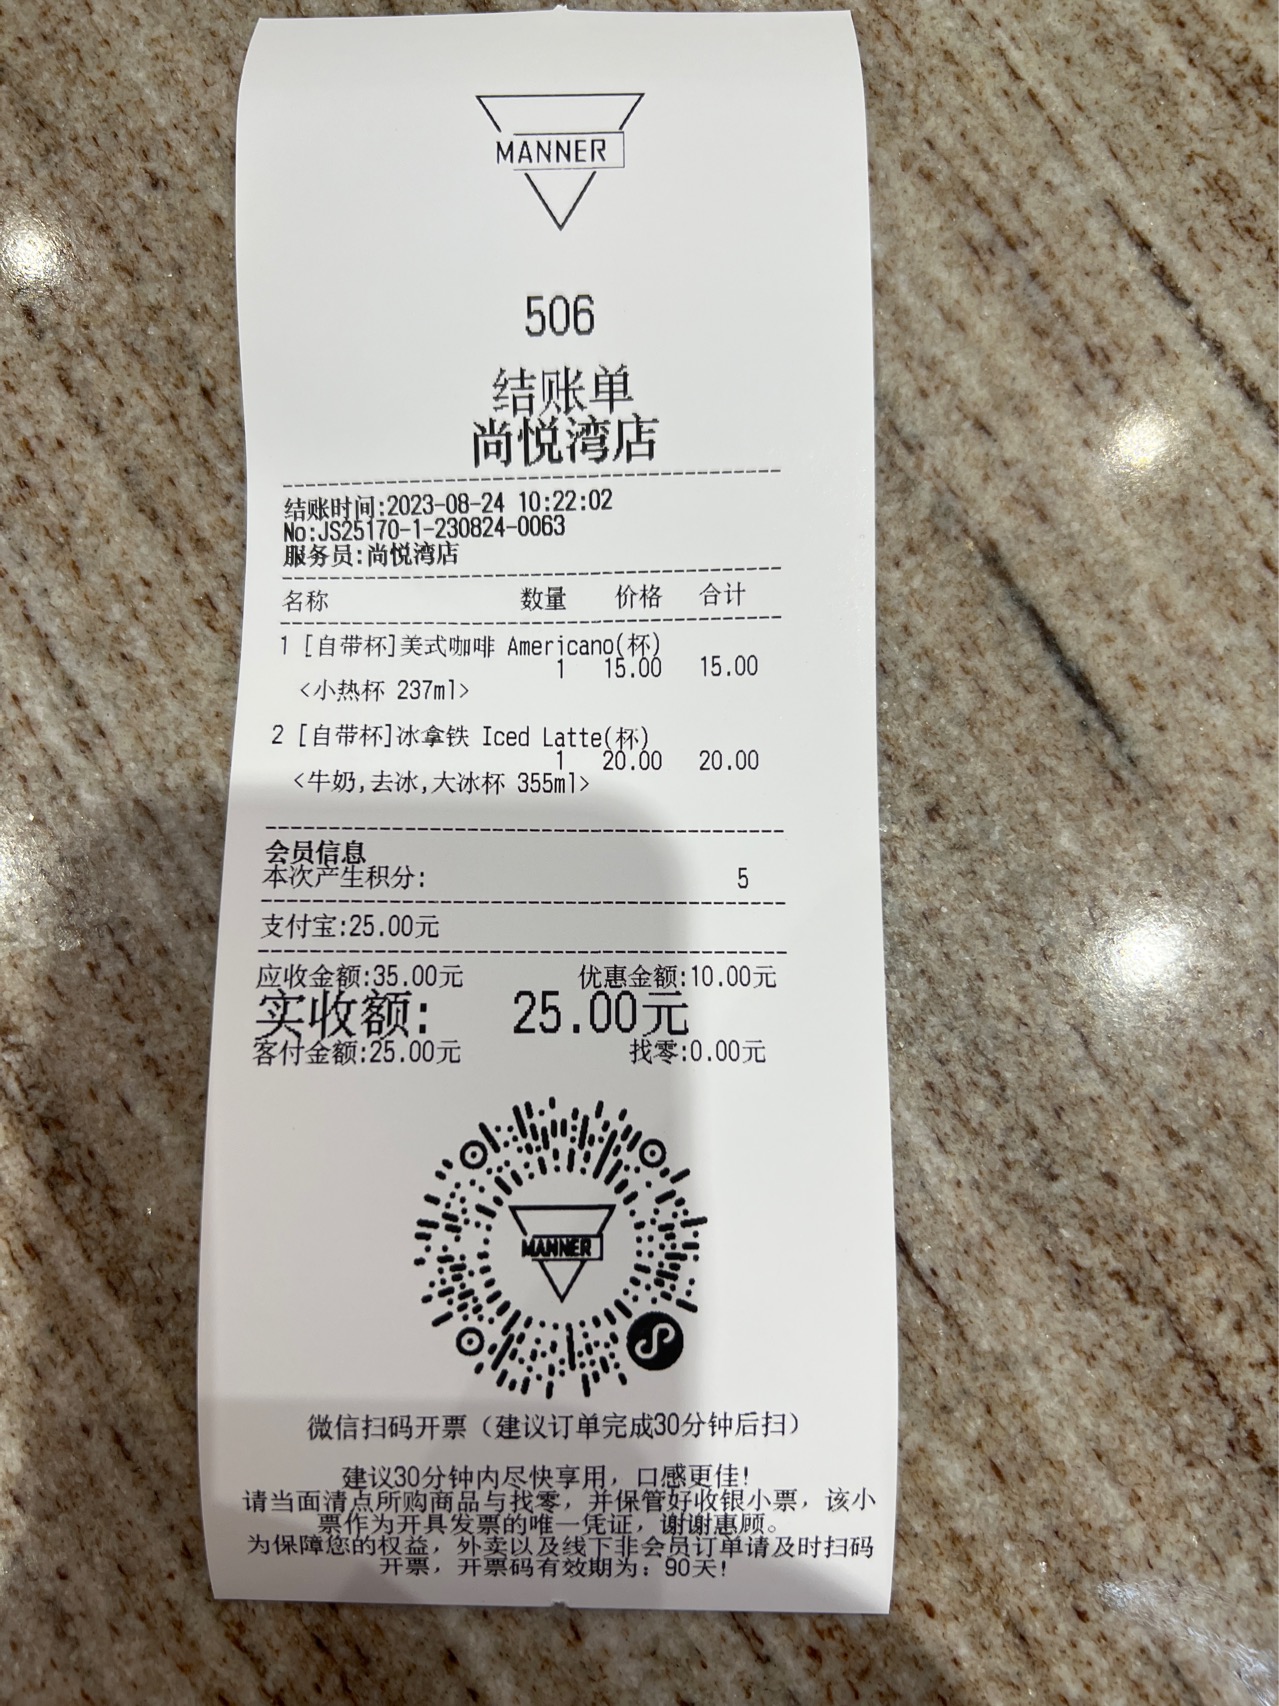 MANNER
506
结账单
尚悦湾店
结账时间:2023-08-24 10:22:02
No:JS25170-1-230824-0063
服务员:尚悦湾店
名称 数量 价格 合计
1 [自带杯]美式咖啡 Americano(杯)
1 15.00 15.00
<小热杯 237ml>
2 [自带杯]冰拿铁 Iced Latte(杯)
1 20.00 20.00
<牛奶,去冰,大冰杯 355ml>
会员信息
本次产生积分: 5
支付宝:25.00元
应收金额:35.00元 优惠金额:10.00元
实收额: 25.00元
客付金额:25.00元 找零:0.00元
MANNER
微信扫码开票（建议订单完成30分钟后扫）
建议30分钟内尽快享用，口感更佳!
请当面清点所购商品与找零，并保管好收银小票，该小
票作为开具发票的唯一凭证，谢谢惠顾。
为保障您的权益，外卖以及线下非会员订单请及时扫码
开票，开票码有效期为：90天!